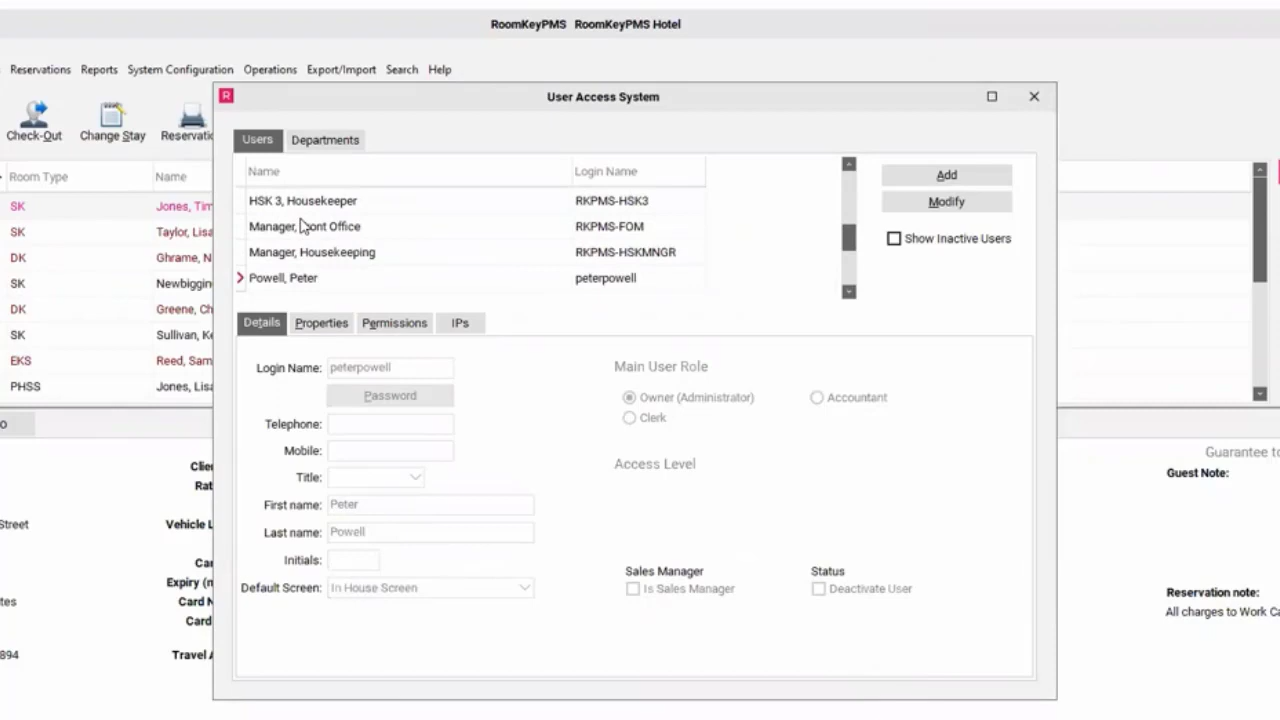 RoomKeyPMS RoomKeyPMS Hotel
Reservations Reports System Configuration Operations Export/Import Search Help
R User Access System
Check-Out Change Stay Reservatio
Users Departments
Room Type Name
Name Login Name
Add
SK Jones, Tim
HSK 3, Housekeeper RKPMS-HSK3
Modify
SK Taylor, Lisa
Manager, Front Office RKPMS-FOM
Show Inactive Users
DK Ghrame, N
Manager, Housekeeping RKPMS-HSKMNGR
SK Newbiggin
Powell, Peter peterpowell
DK Greene, Ch
Details Properties Permissions IPs
SK Sullivan, Ke
EKS Reed, Sam
Login Name: peterpowell
Main User Role
PHSS Jones, Lisa
Password
Owner (Administrator) Accountant
Clerk
o
Telephone:
Mobile:
Guarantee to
Clie
Access Level
Guest Note:
Rat
Title:
First name: Peter
Street Vehicle L
Last name: Powell
Ca
Initials:
Sales Manager Status
Expiry (n
Default Screen: In House Screen
Is Sales Manager Deactivate User
Reservation note:
tes Card N
All charges to Work Ca
Card
894 Travel A